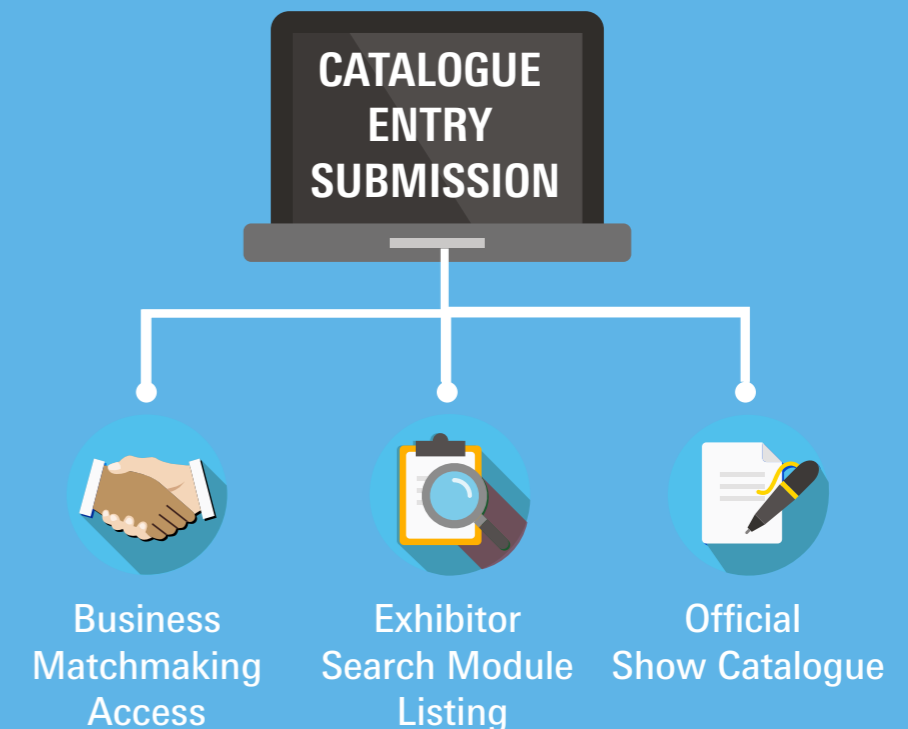 CATALOGUE
ENTRY
SUBMISSION
Business
Matchmaking
Access
Exhibitor
Search Module
Listing
Official
Show Catalogue